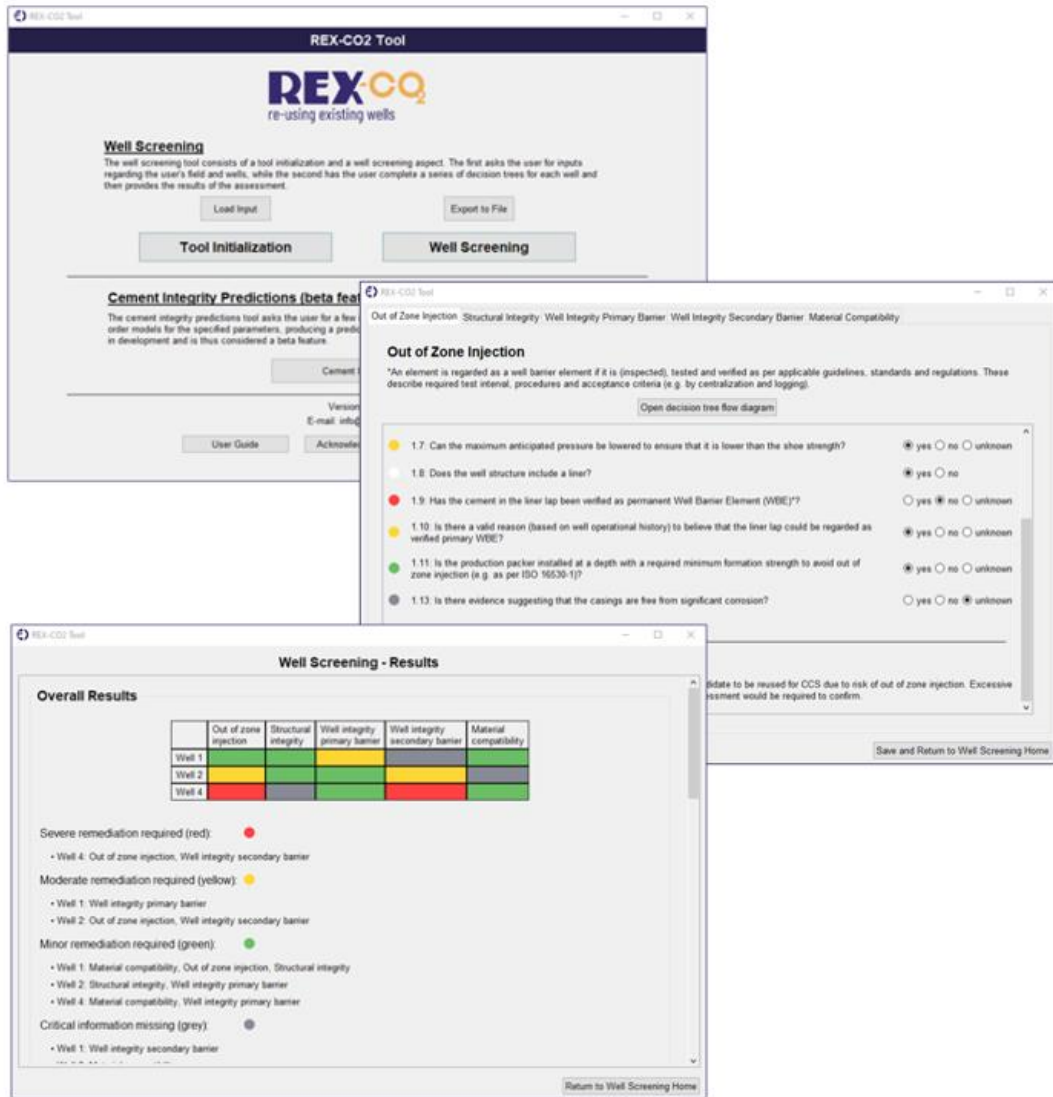 REX-CO2 Tool
REX-CO2 Tool
REX-CO2
re-using existing wells
Well Screening
The well screening tool consists of a tool initialization and a well screening aspect. The first asks the user for inputs
regarding the user's field and wells, while the second has the user complete a series of decision trees for each well and
then provides the results of the assessment.
Load Input
Export to File
Tool Initialization
Well Screening
Cement Integrity Predictions (beta
The cement integrity predictions tool asks the user for a few
order models for the specified parameters, producing a
in development and is thus considered a beta feature.
Cement
Version
E-mail: info@
User Guide
REX-CO2 Tool
Out of Zone Injection Structural Integrity Well Integrity Primary Barrier Well Integrity Secondary Barrier Material Compatibility
Out of Zone Injection
*An element is regarded as a well barrier element if it is (inspected), tested and verified as per applicable guidelines, standards and regulations. These
describe required test interval, procedures and acceptance criteria (e.g. by centralization and logging).
Open decision tree flow diagram
1.7: Can the maximum anticipated pressure be lowered to ensure that it is lower than the shoe strength? yes no unknown
1.8: Does the well structure include a liner? yes no
1.9: Has the cement in the liner lap been verified as permanent Well Barrier Element (WBE)*? yes no unknown
1.10: Is there a valid reason (based on well operational history) to believe that the liner lap could be regarded as
verified primary WBE? yes no unknown
1.11: Is the production packer installed at a depth with a required minimum formation strength to avoid out of
zone injection (e.g. as per ISO 16530-1)? yes no unknown
1.13: Is there evidence suggesting that the casings are free from significant corrosion? yes no unknown
didate to be reused for CCS due to risk of out of zone injection. Excessive
essment would be required to confirm.
Save and Return to Well Screening Home
REX-CO2 Tool
Well Screening - Results
Overall Results
Out of zone injection Structural integrity Well integrity primary barrier Well integrity secondary barrier Material compatibility
Well 1
Well 2
Well 4
Severe remediation required (red):
• Well 4: Out of zone injection, Well integrity secondary barrier
Moderate remediation required (yellow):
• Well 1: Well integrity primary barrier
• Well 2: Out of zone injection, Well integrity secondary barrier
Minor remediation required (green):
• Well 1: Material compatibility, Out of zone injection, Structural integrity
• Well 2: Structural integrity, Well integrity primary barrier
• Well 4: Material compatibility, Well integrity primary barrier
Critical information missing (grey):
• Well 1: Well integrity secondary barrier
Return to Well Screening Home